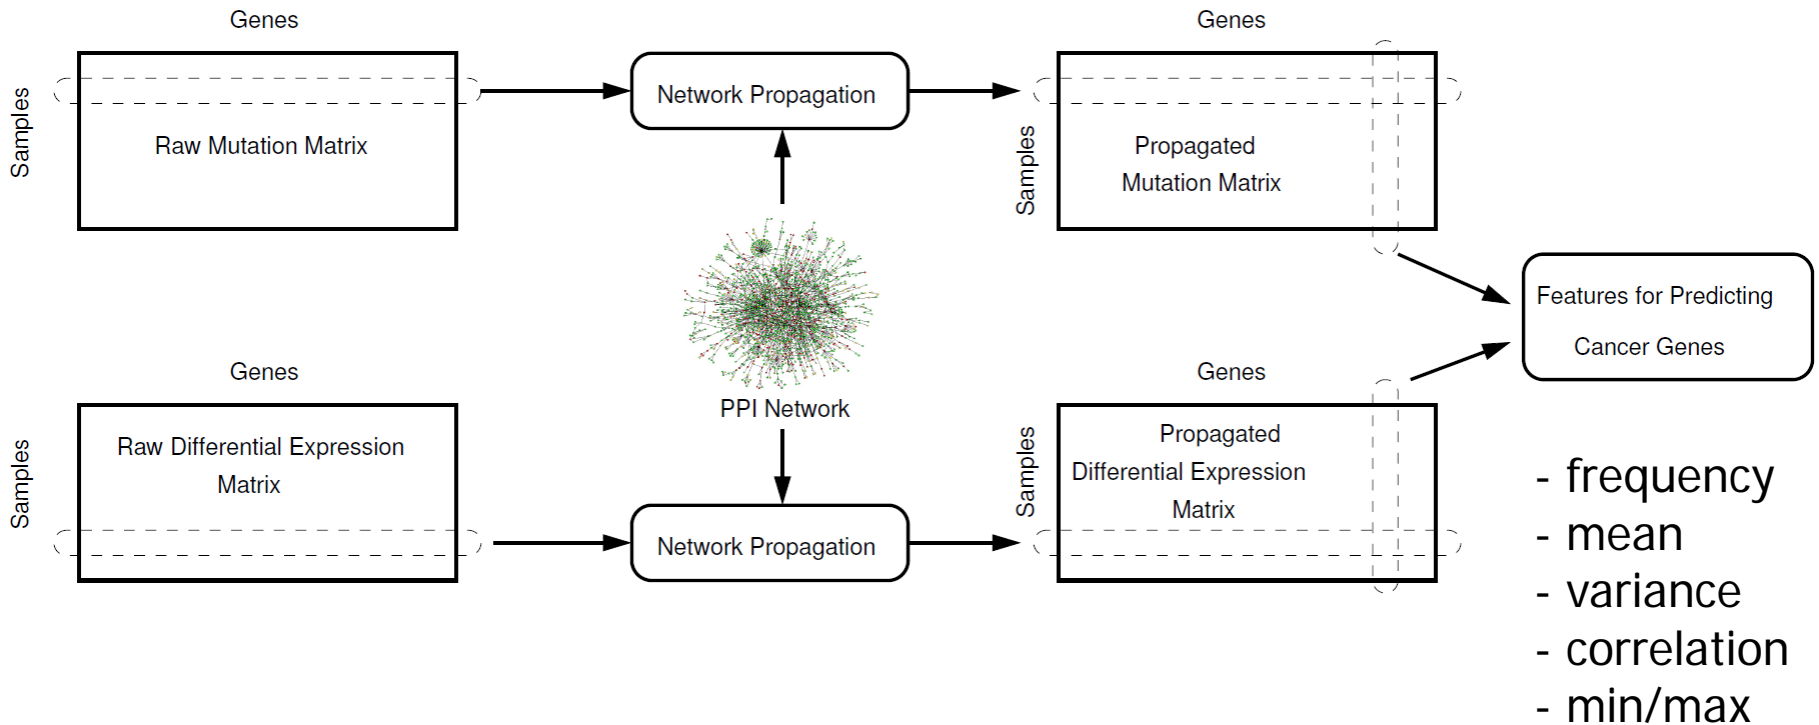 Genes
Samples
Raw Mutation Matrix
Network Propagation
Genes
Samples
Propagated
Mutation Matrix
PPI Network
Features for Predicting
Cancer Genes
Genes
Samples
Raw Differential Expression
Matrix
Network Propagation
Genes
Samples
Propagated
Differential Expression
Matrix
- frequency
- mean
- variance
- correlation
- min/max